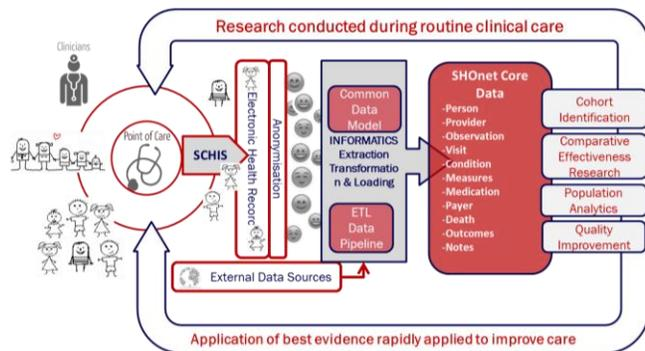 Research conducted during routine clinical care
Clinicians
Point of Care
SCHIS
Electronic Health Record
Anonymisation
Common
Data
Model
INFORMATICS
Extraction
Transformatio
n & Loading
ETL
Data
Pipeline
External Data Sources
SHOnet Core
Data
-Person
-Provider
-Observation
-Visit
-Condition
-Measures
-Medication
-Payer
-Death
-Outcomes
-Notes
Cohort
Identification
Comparative
Effectiveness
Research
Population
Analytics
Quality
Improvement
Application of best evidence rapidly applied to improve care